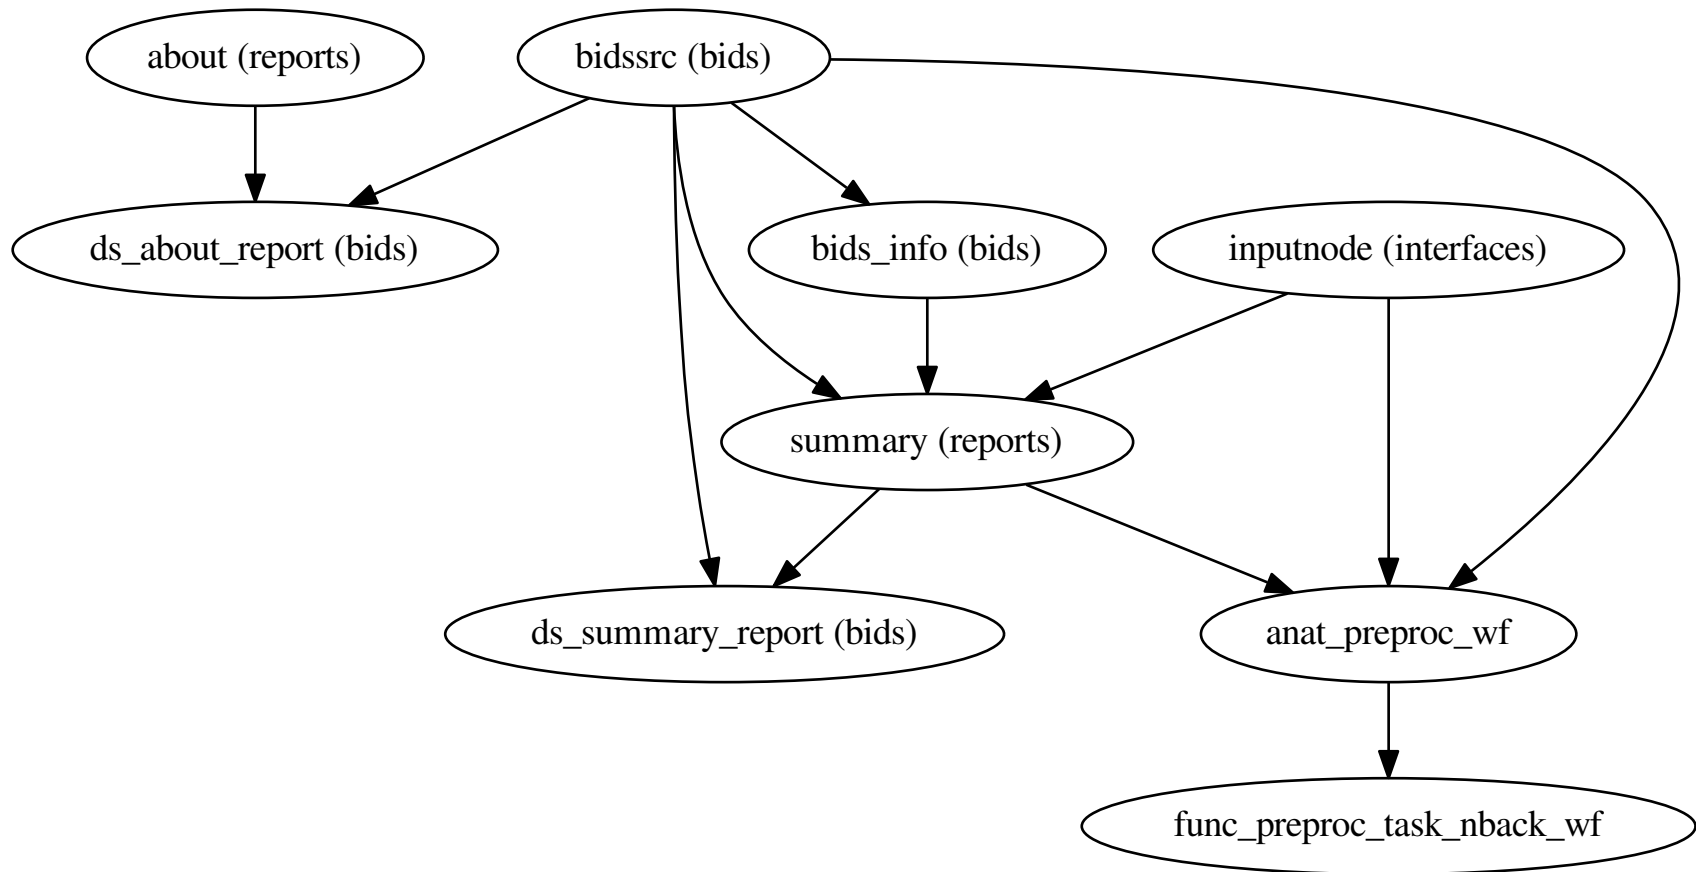 about (reports)
bidssrc (bids)
ds_about_report (bids)
bids_info (bids)
inputnode (interfaces)
summary (reports)
ds_summary_report (bids)
anat_preproc_wf
func_preproc_task_nback_wf